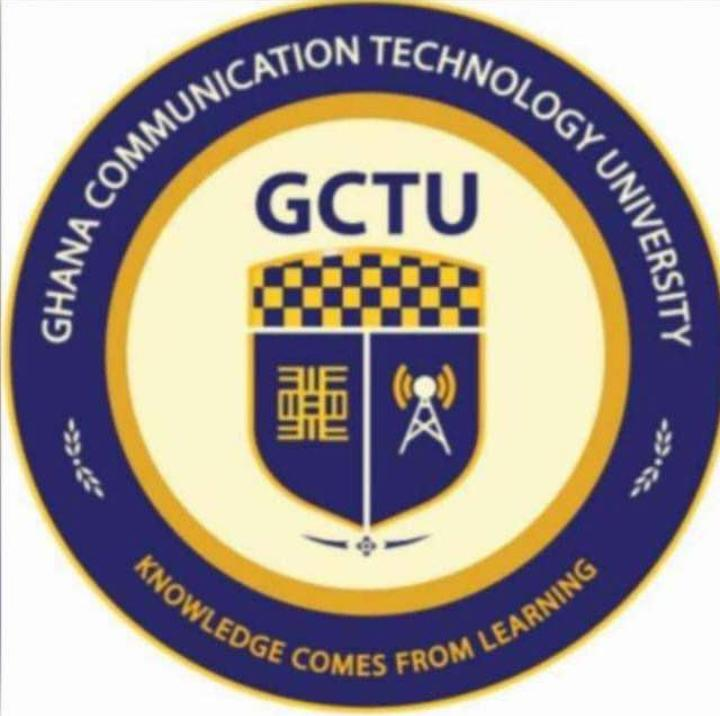 GHANA COMMUNICATION TECHNOLOGY UNIVERSITY
GCTU
KNOWLEDGE COMES FROM LEARNING